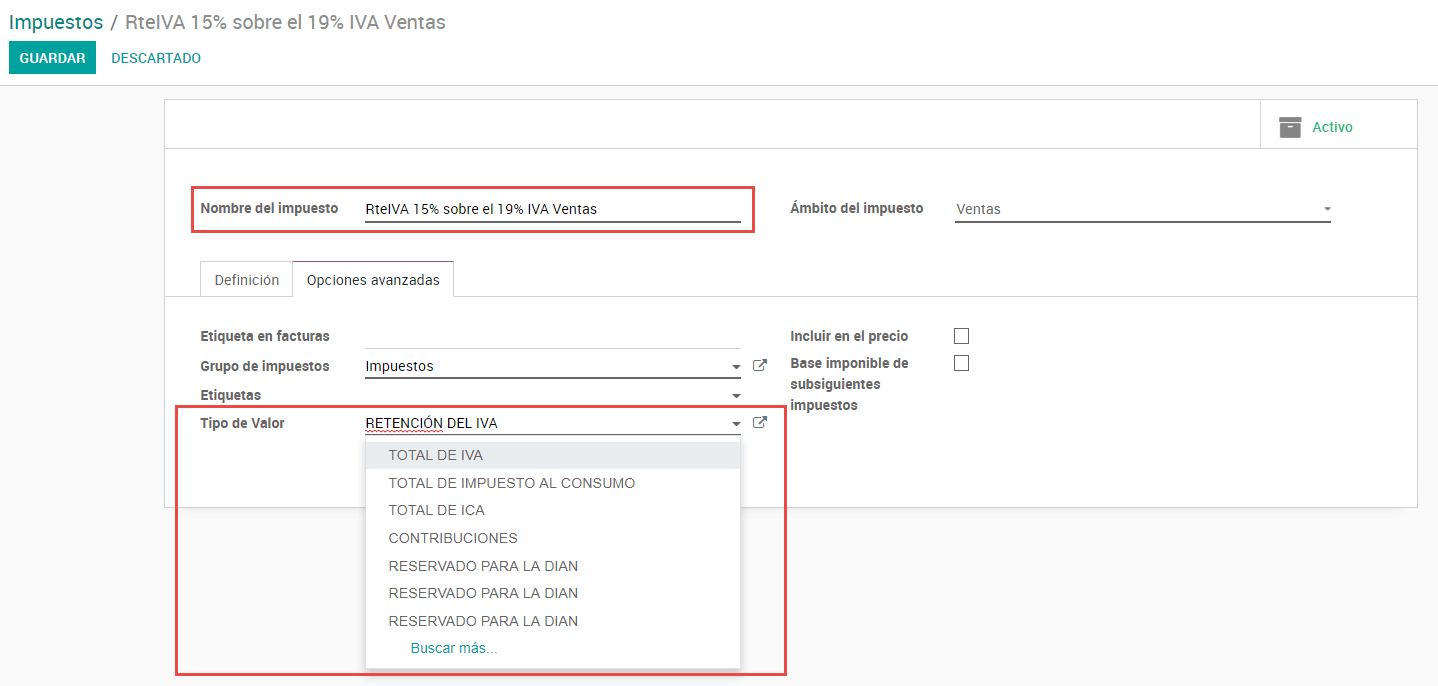 Impuestos / RteIVA 15% sobre el 19% IVA Ventas
GUARDAR DESCARTADO
Activo
Nombre del impuesto RteIVA 15% sobre el 19% IVA Ventas Ámbito del impuesto Ventas
Definición Opciones avanzadas
Etiqueta en facturas Incluir en el precio
Grupo de impuestos Impuestos Base imponible de
subsiguientes
Etiquetas
impuestos
Tipo de Valor RETENCIÓN DEL IVA
TOTAL DE IVA
TOTAL DE IMPUESTO AL CONSUMO
TOTAL DE ICA
CONTRIBUCIONES
RESERVADO PARA LA DIAN
RESERVADO PARA LA DIAN
RESERVADO PARA LA DIAN
Buscar más...